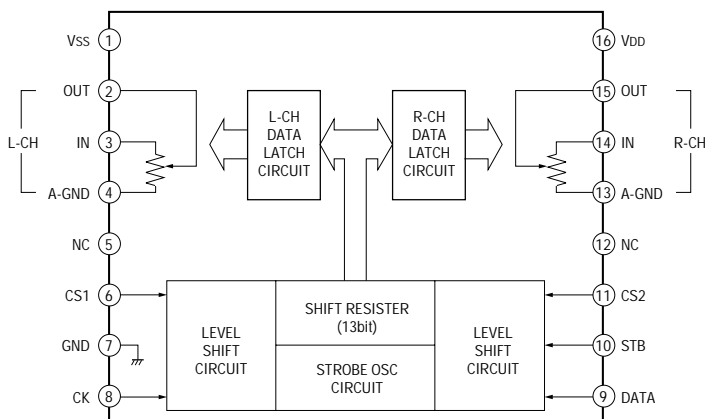 VSS 1
16 VDD
OUT 2
15 OUT
L-CH
DATA
LATCH
CIRCUIT
R-CH
DATA
LATCH
CIRCUIT
L-CH
IN 3
14 IN
R-CH
A-GND 4
13 A-GND
NC 5
12 NC
CS1 6
11 CS2
LEVEL
SHIFT
CIRCUIT
SHIFT RESISTER
(13bit)
LEVEL
SHIFT
CIRCUIT
GND 7
10 STB
STROBE OSC
CIRCUIT
CK 8
9 DATA